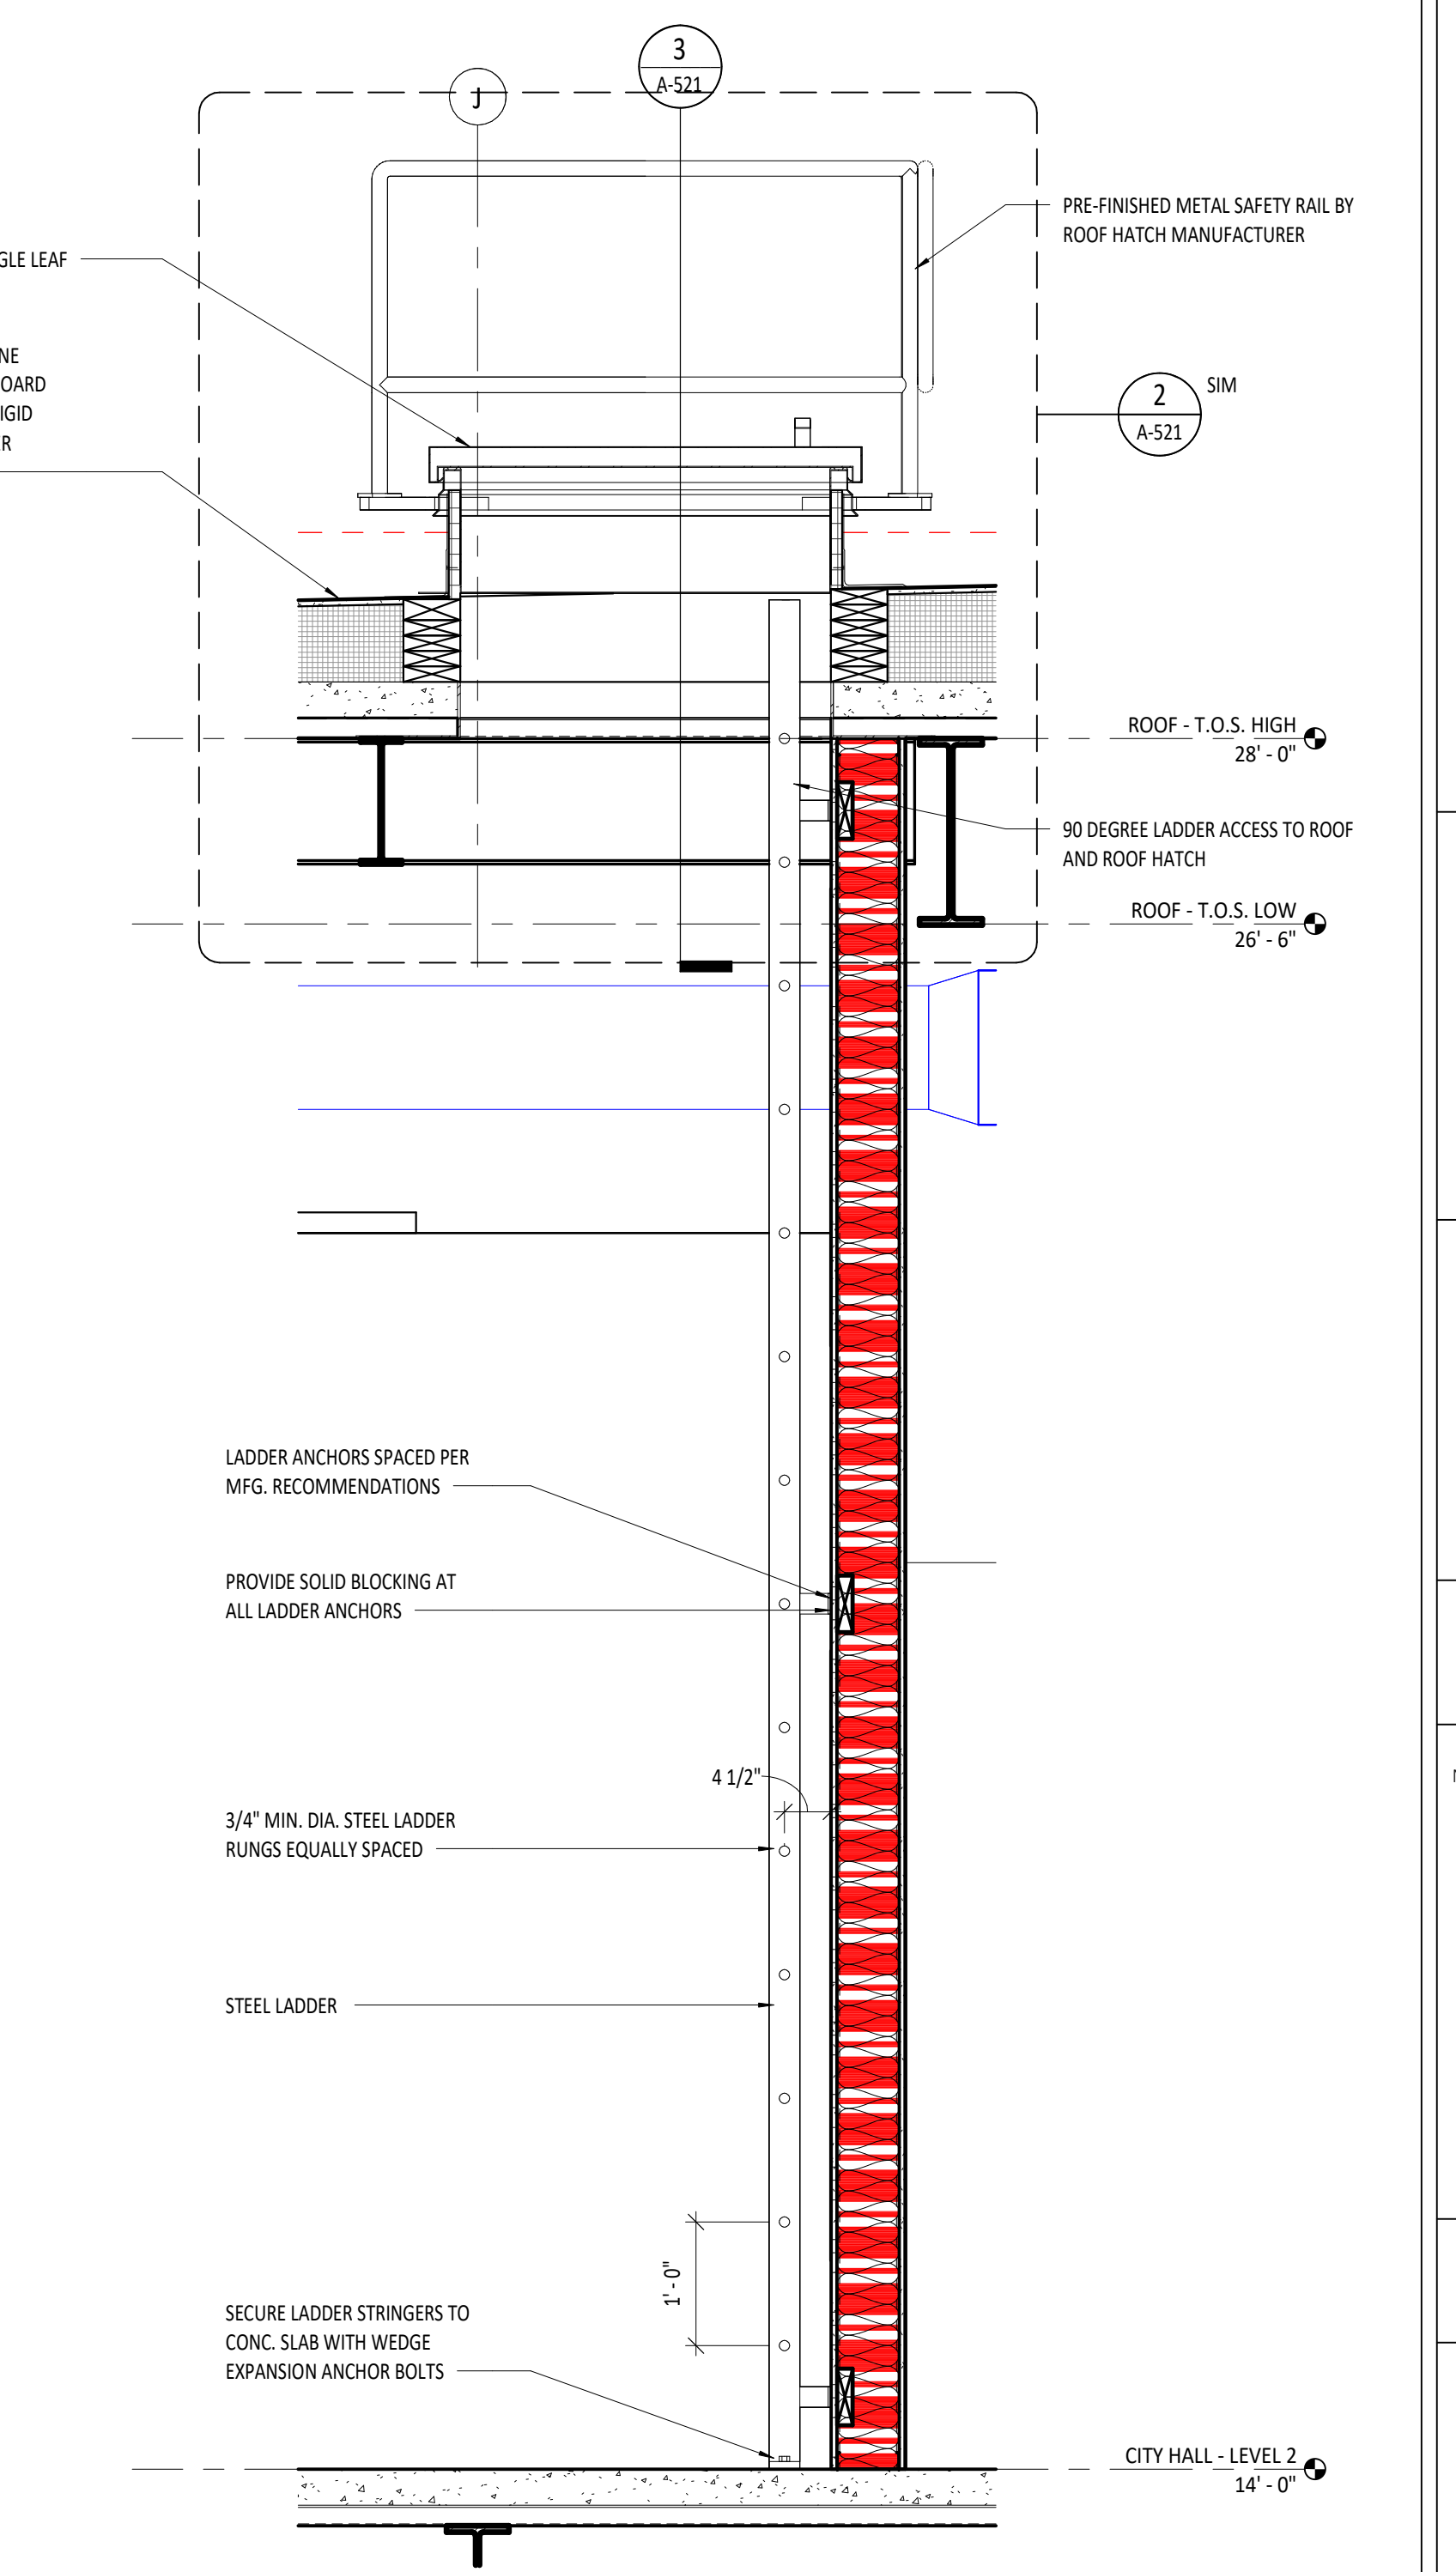 3
A-521
J
PRE-FINISHED METAL SAFETY RAIL BY
ROOF HATCH MANUFACTURER
GLE LEAF
NE
OARD
IGID
R
2
A-521
SIM
ROOF - T.O.S. HIGH
28' - 0"
90 DEGREE LADDER ACCESS TO ROOF
AND ROOF HATCH
ROOF - T.O.S. LOW
26' - 6"
LADDER ANCHORS SPACED PER
MFG. RECOMMENDATIONS
PROVIDE SOLID BLOCKING AT
ALL LADDER ANCHORS
4 1/2"
3/4" MIN. DIA. STEEL LADDER
RUNGS EQUALLY SPACED
STEEL LADDER
1' - 0"
SECURE LADDER STRINGERS TO
CONC. SLAB WITH WEDGE
EXPANSION ANCHOR BOLTS
CITY HALL - LEVEL 2
14' - 0"